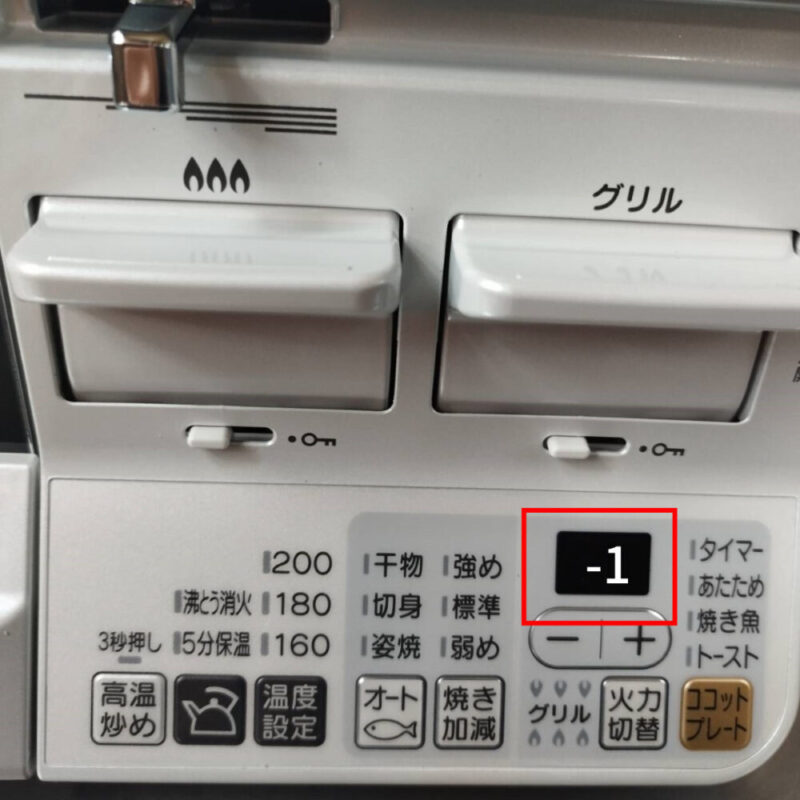 グリル
200
180
160
沸とう消火
5分保温
3秒押し
高温
炒め
温度
設定
干物
切身
姿焼
強め
標準
弱め
オート
焼き
加減
-1
− +
グリル
火力
切替
タイマー
あたため
焼き魚
トースト
ココット
プレート